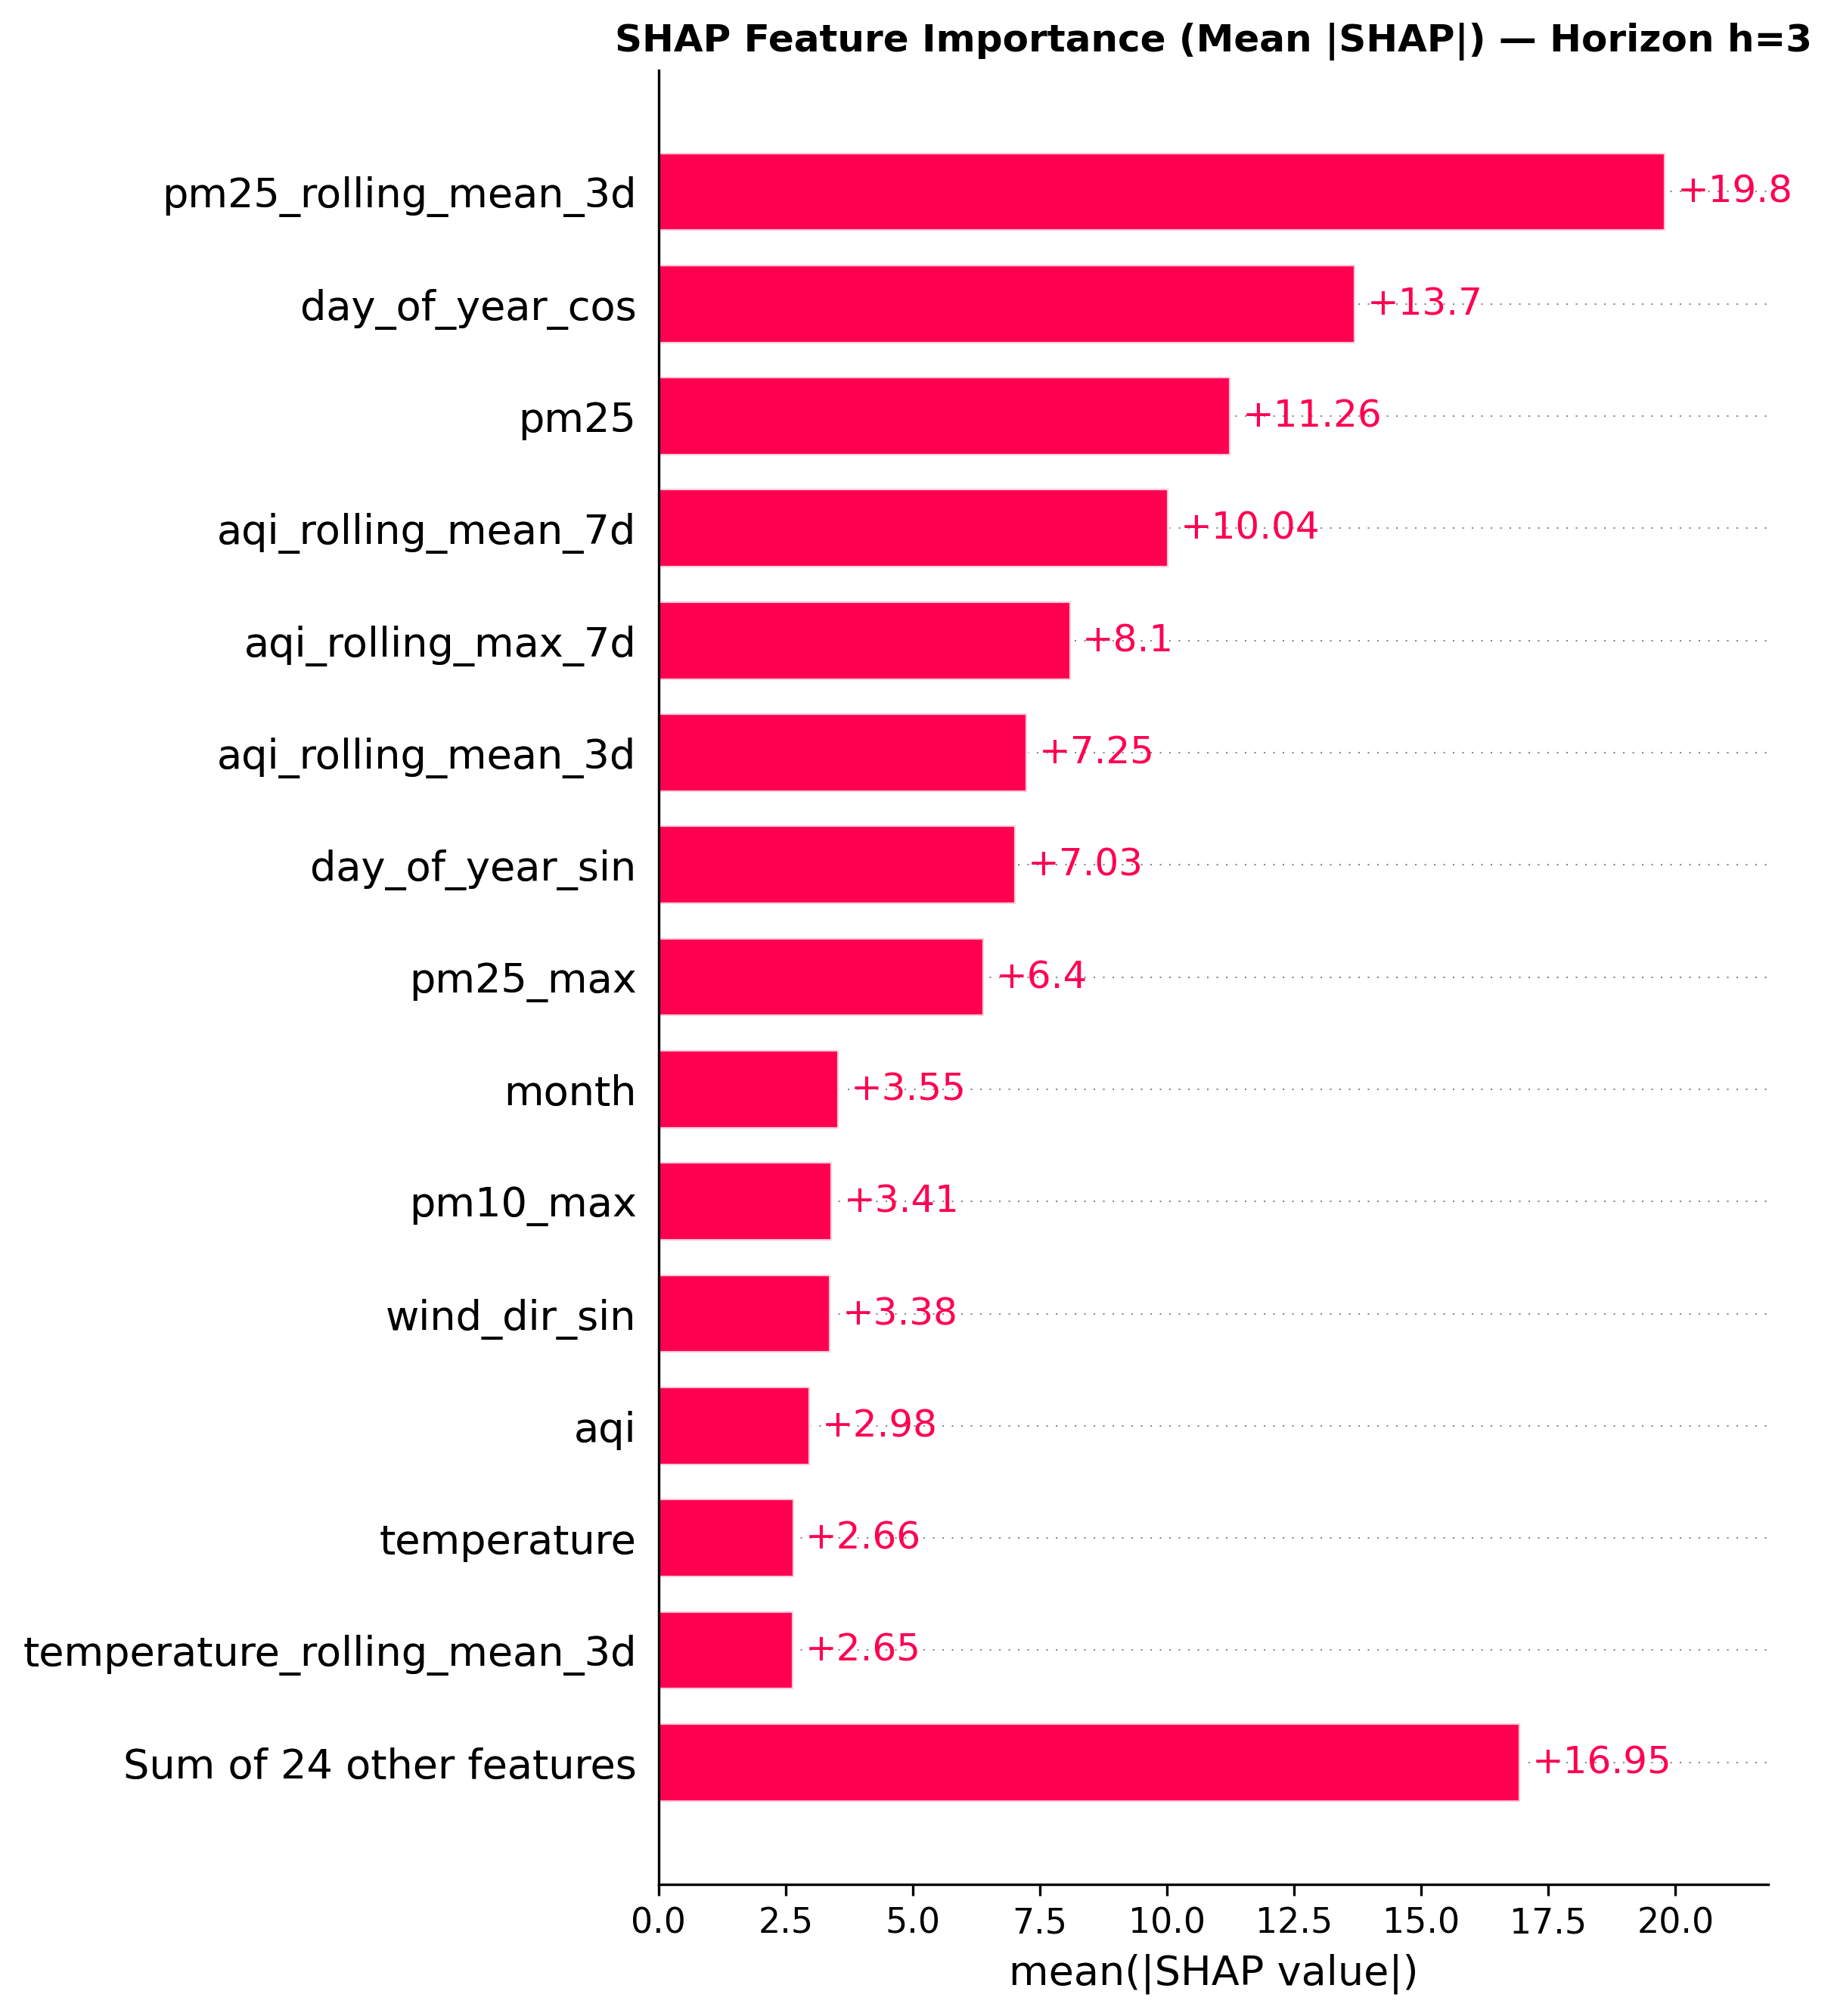 SHAP Feature Importance (Mean |SHAP|) — Horizon h=3
pm25_rolling_mean_3d +19.8
day_of_year_cos +13.7
pm25 +11.26
aqi_rolling_mean_7d +10.04
aqi_rolling_max_7d +8.1
aqi_rolling_mean_3d +7.25
day_of_year_sin +7.03
pm25_max +6.4
month +3.55
pm10_max +3.41
wind_dir_sin +3.38
aqi +2.98
temperature +2.66
temperature_rolling_mean_3d +2.65
Sum of 24 other features +16.95
0.0 2.5 5.0 7.5 10.0 12.5 15.0 17.5 20.0
mean(|SHAP value|)